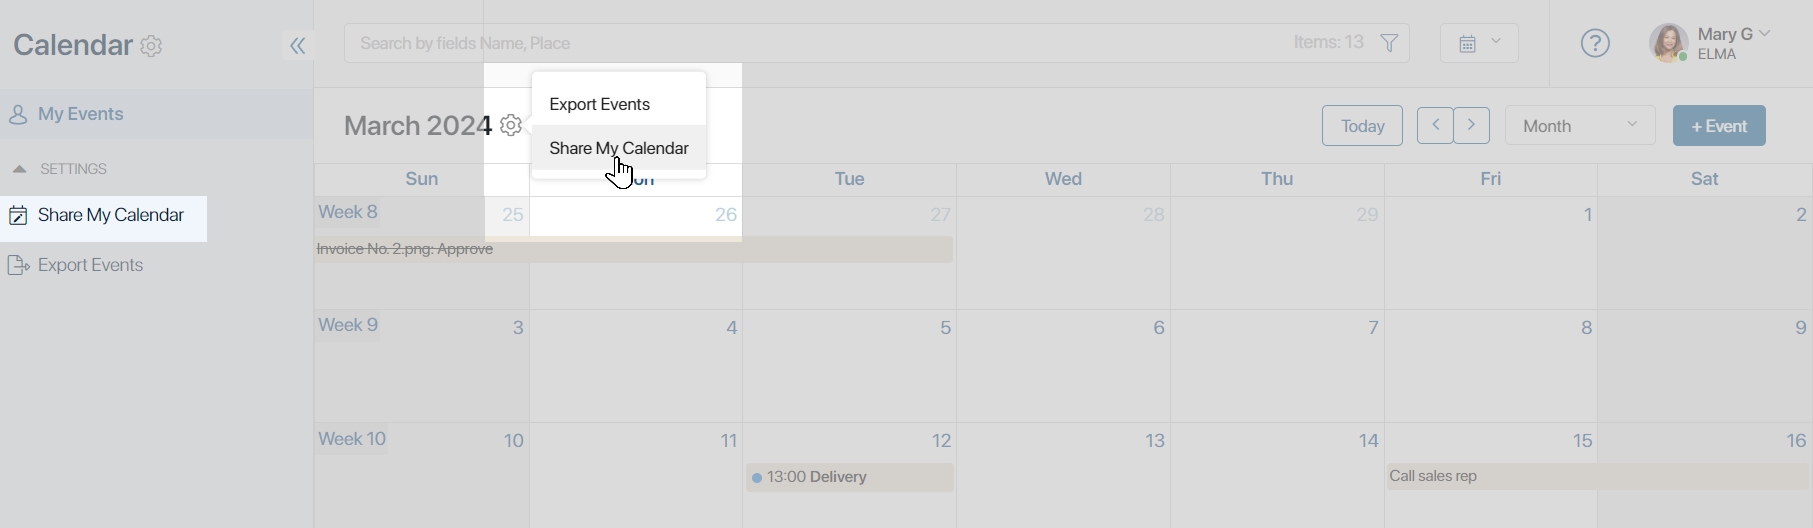 Calendar
Search by fields Name, Place
Items: 13
Mary G
ELMA
My Events
SETTINGS
Share My Calendar
Export Events
March 2024
Export Events
Share My Calendar
Today
Month
+ Event
Sun Tue Wed Thu Fri Sat
Week 8 25 26 27 28 29 1 2
Invoice No. 2.png: Approve
Week 9 3 4 5 6 7 8 9
Week 10 10 11 12 13 14 15 16
13:00 Delivery
Call sales rep